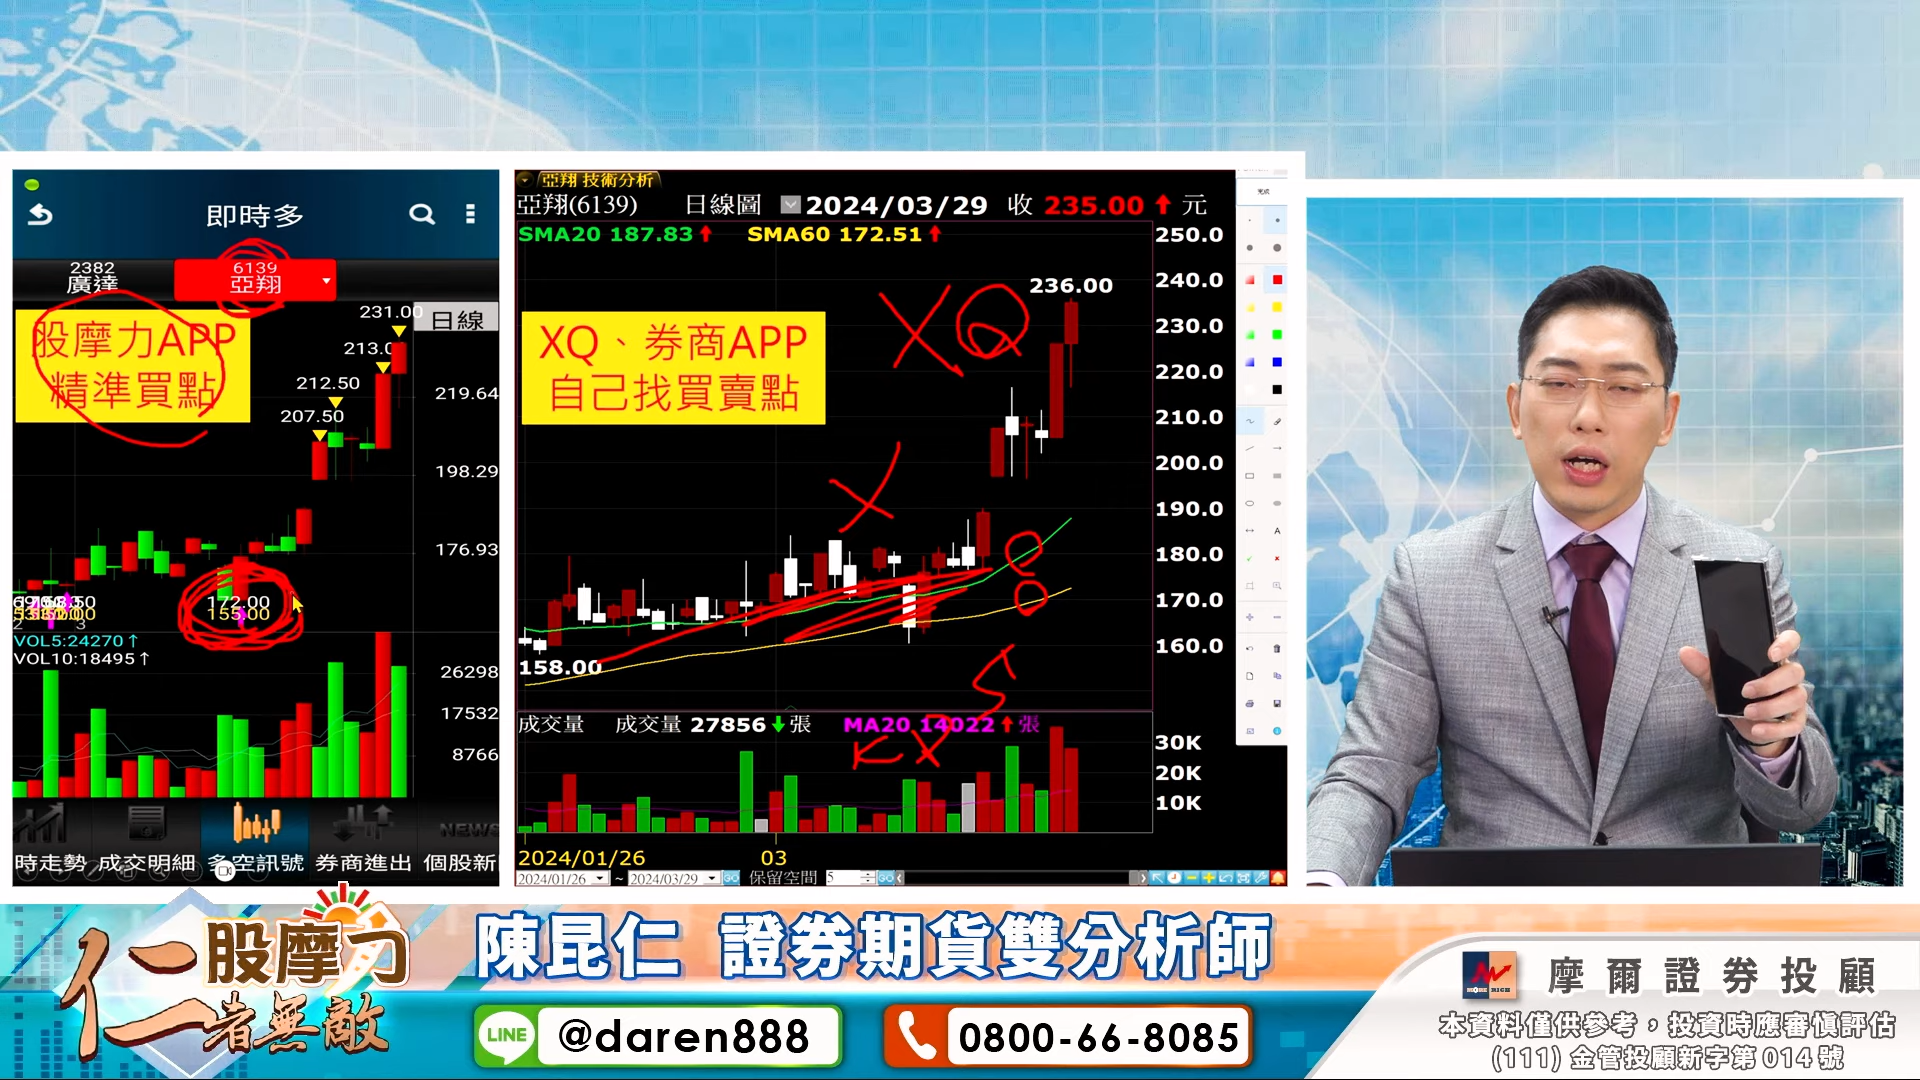 即時多
2382
廣達
6139
亞翔
股摩力APP
精準買點
日線
231.00
213.0
212.50
207.50
219.64
198.29
176.93
172.00
155.00
VOL5:24270↑
VOL10:18495↑
26298
17532
8766
時走勢
成交明細
多空訊號
券商進出
個股新
NEWS
亞翔 技術分析
亞翔(6139) 日線圖 2024/03/29 收 235.00 ↑ 元
SMA20 187.83↑ SMA60 172.51↑
XQ、券商APP
自己找買賣點
XQ
X
236.00
158.00
250.0
240.0
230.0
220.0
210.0
200.0
190.0
180.0
170.0
160.0
成交量 成交量 27856↓張 MA20 14022↑張
30K
20K
10K
2024/01/26 03
2024/01/26 ~ 2024/03/29 GO 保留空間 5 GO
完成
A
仁者無敵
股摩力
陳昆仁 證券期貨雙分析師
LINE @daren888
0800-66-8085
摩爾證券投顧
本資料僅供參考，投資時應審慎評估
(111) 金管投顧新字第 014 號